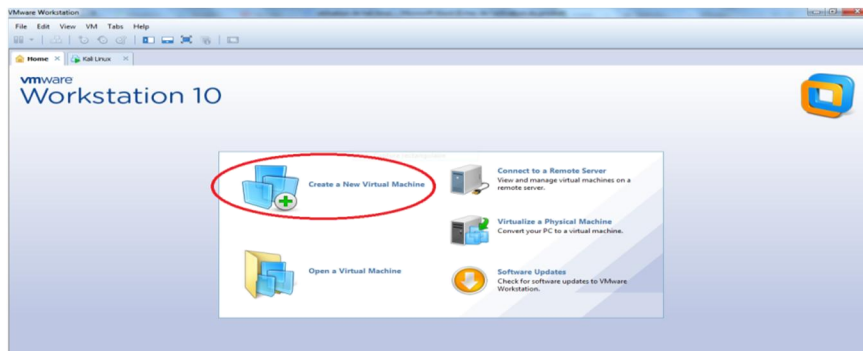 VMware Workstation
File Edit View VM Tabs Help
Home Kali Linux
vmware
Workstation 10
Create a New Virtual Machine
Connect to a Remote Server
View and manage virtual machines on a
remote server.
Virtualize a Physical Machine
Convert your PC to a virtual machine.
Open a Virtual Machine
Software Updates
Check for software updates to VMware
Workstation.